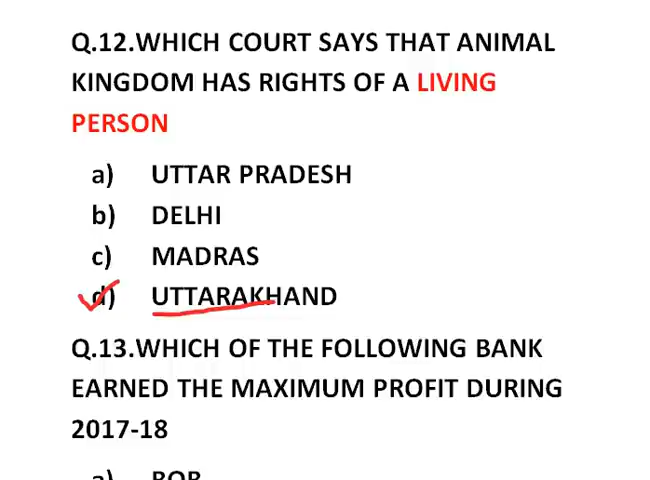 Q.12.WHICH COURT SAYS THAT ANIMAL
KINGDOM HAS RIGHTS OF A LIVING
PERSON
a) UTTAR PRADESH
b) DELHI
c) MADRAS
d) UTTARAKHAND
Q.13.WHICH OF THE FOLLOWING BANK
EARNED THE MAXIMUM PROFIT DURING
2017-18
a) BOB